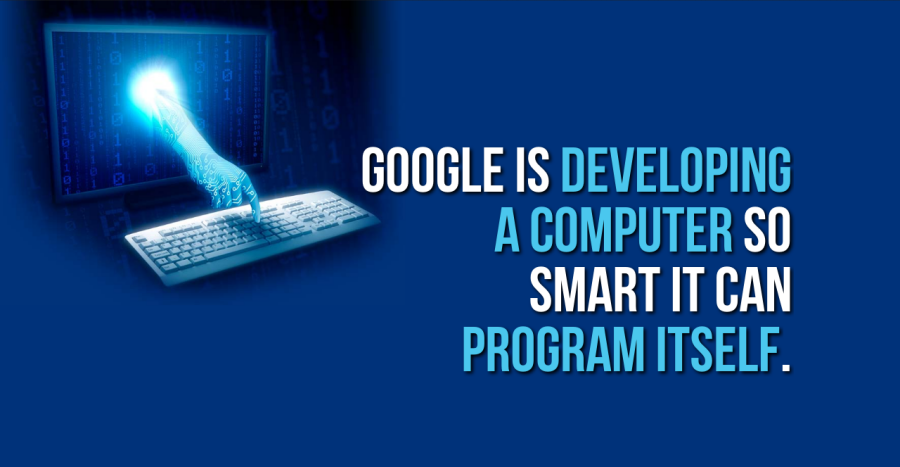 GOOGLE IS DEVELOPING
A COMPUTER SO
SMART IT CAN
PROGRAM ITSELF.